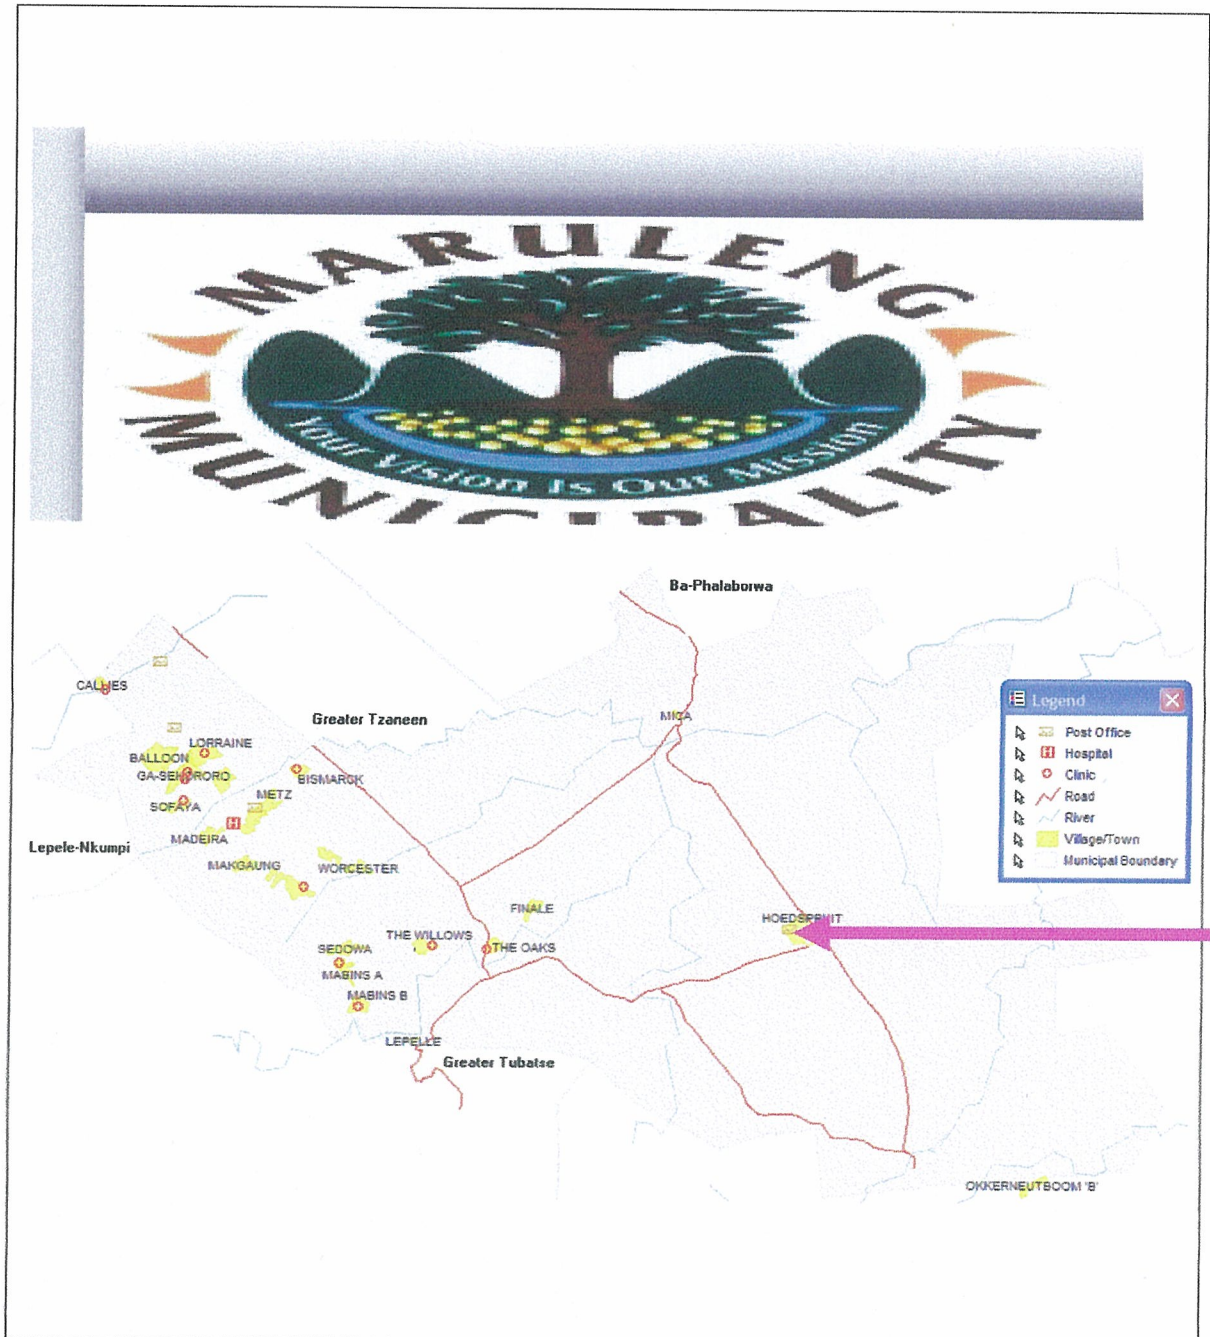 MARULENG
MUNICIPALITY
Your Vision Is Our Mission
Ba-Phalaborwa
CALLIES
Greater Tzaneen
MICA
LORRAINE
BALLOON
GA-SEKORORO
BISMARCK
METZ
SOFAYA
MADEIRA
Lepele-Nkumpi
MAKGAUNG
WORCESTER
FINALE
HOEDSPRUIT
THE WILLOWS
SEDOWA
THE OAKS
MABINS A
MABINS B
LEPELLE
Greater Tubatse
OKKERNEUTBOOM 'B'
Legend
Post Office
H Hospital
Clinic
Road
River
Village/Town
Municipal Boundary
H